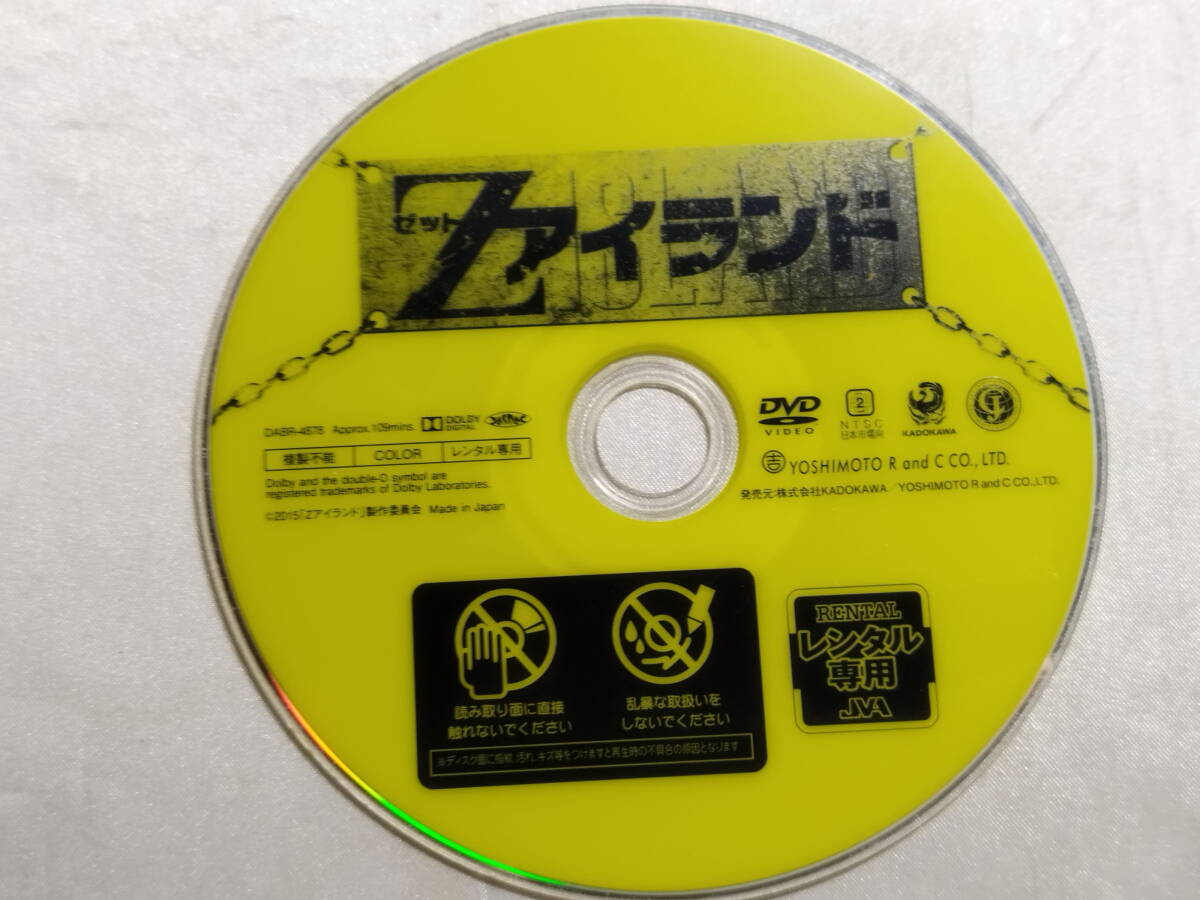 ISLAND
ゼット
Zアイランド
DABR-4878 Approx.109mins. DOLBY DIGITAL
複製不能 COLOR レンタル専用
Dolby and the double-D symbol are
registered trademarks of Dolby Laboratories.
©2015「Zアイランド」製作委員会 Made in Japan
DVD
VIDEO
2
NTSC
日本市場向
KADOKAWA
吉 YOSHIMOTO R and C CO., LTD.
発売元:株式会社KADOKAWA/YOSHIMOTO R and C CO.,LTD.
読み取り面に直接
触れないでください
乱暴な取扱いを
しないでください
※ディスク面に指紋、汚れ、キズ等をつけますと再生時の不具合の原因となります
RENTAL
レンタル
専用
JVA